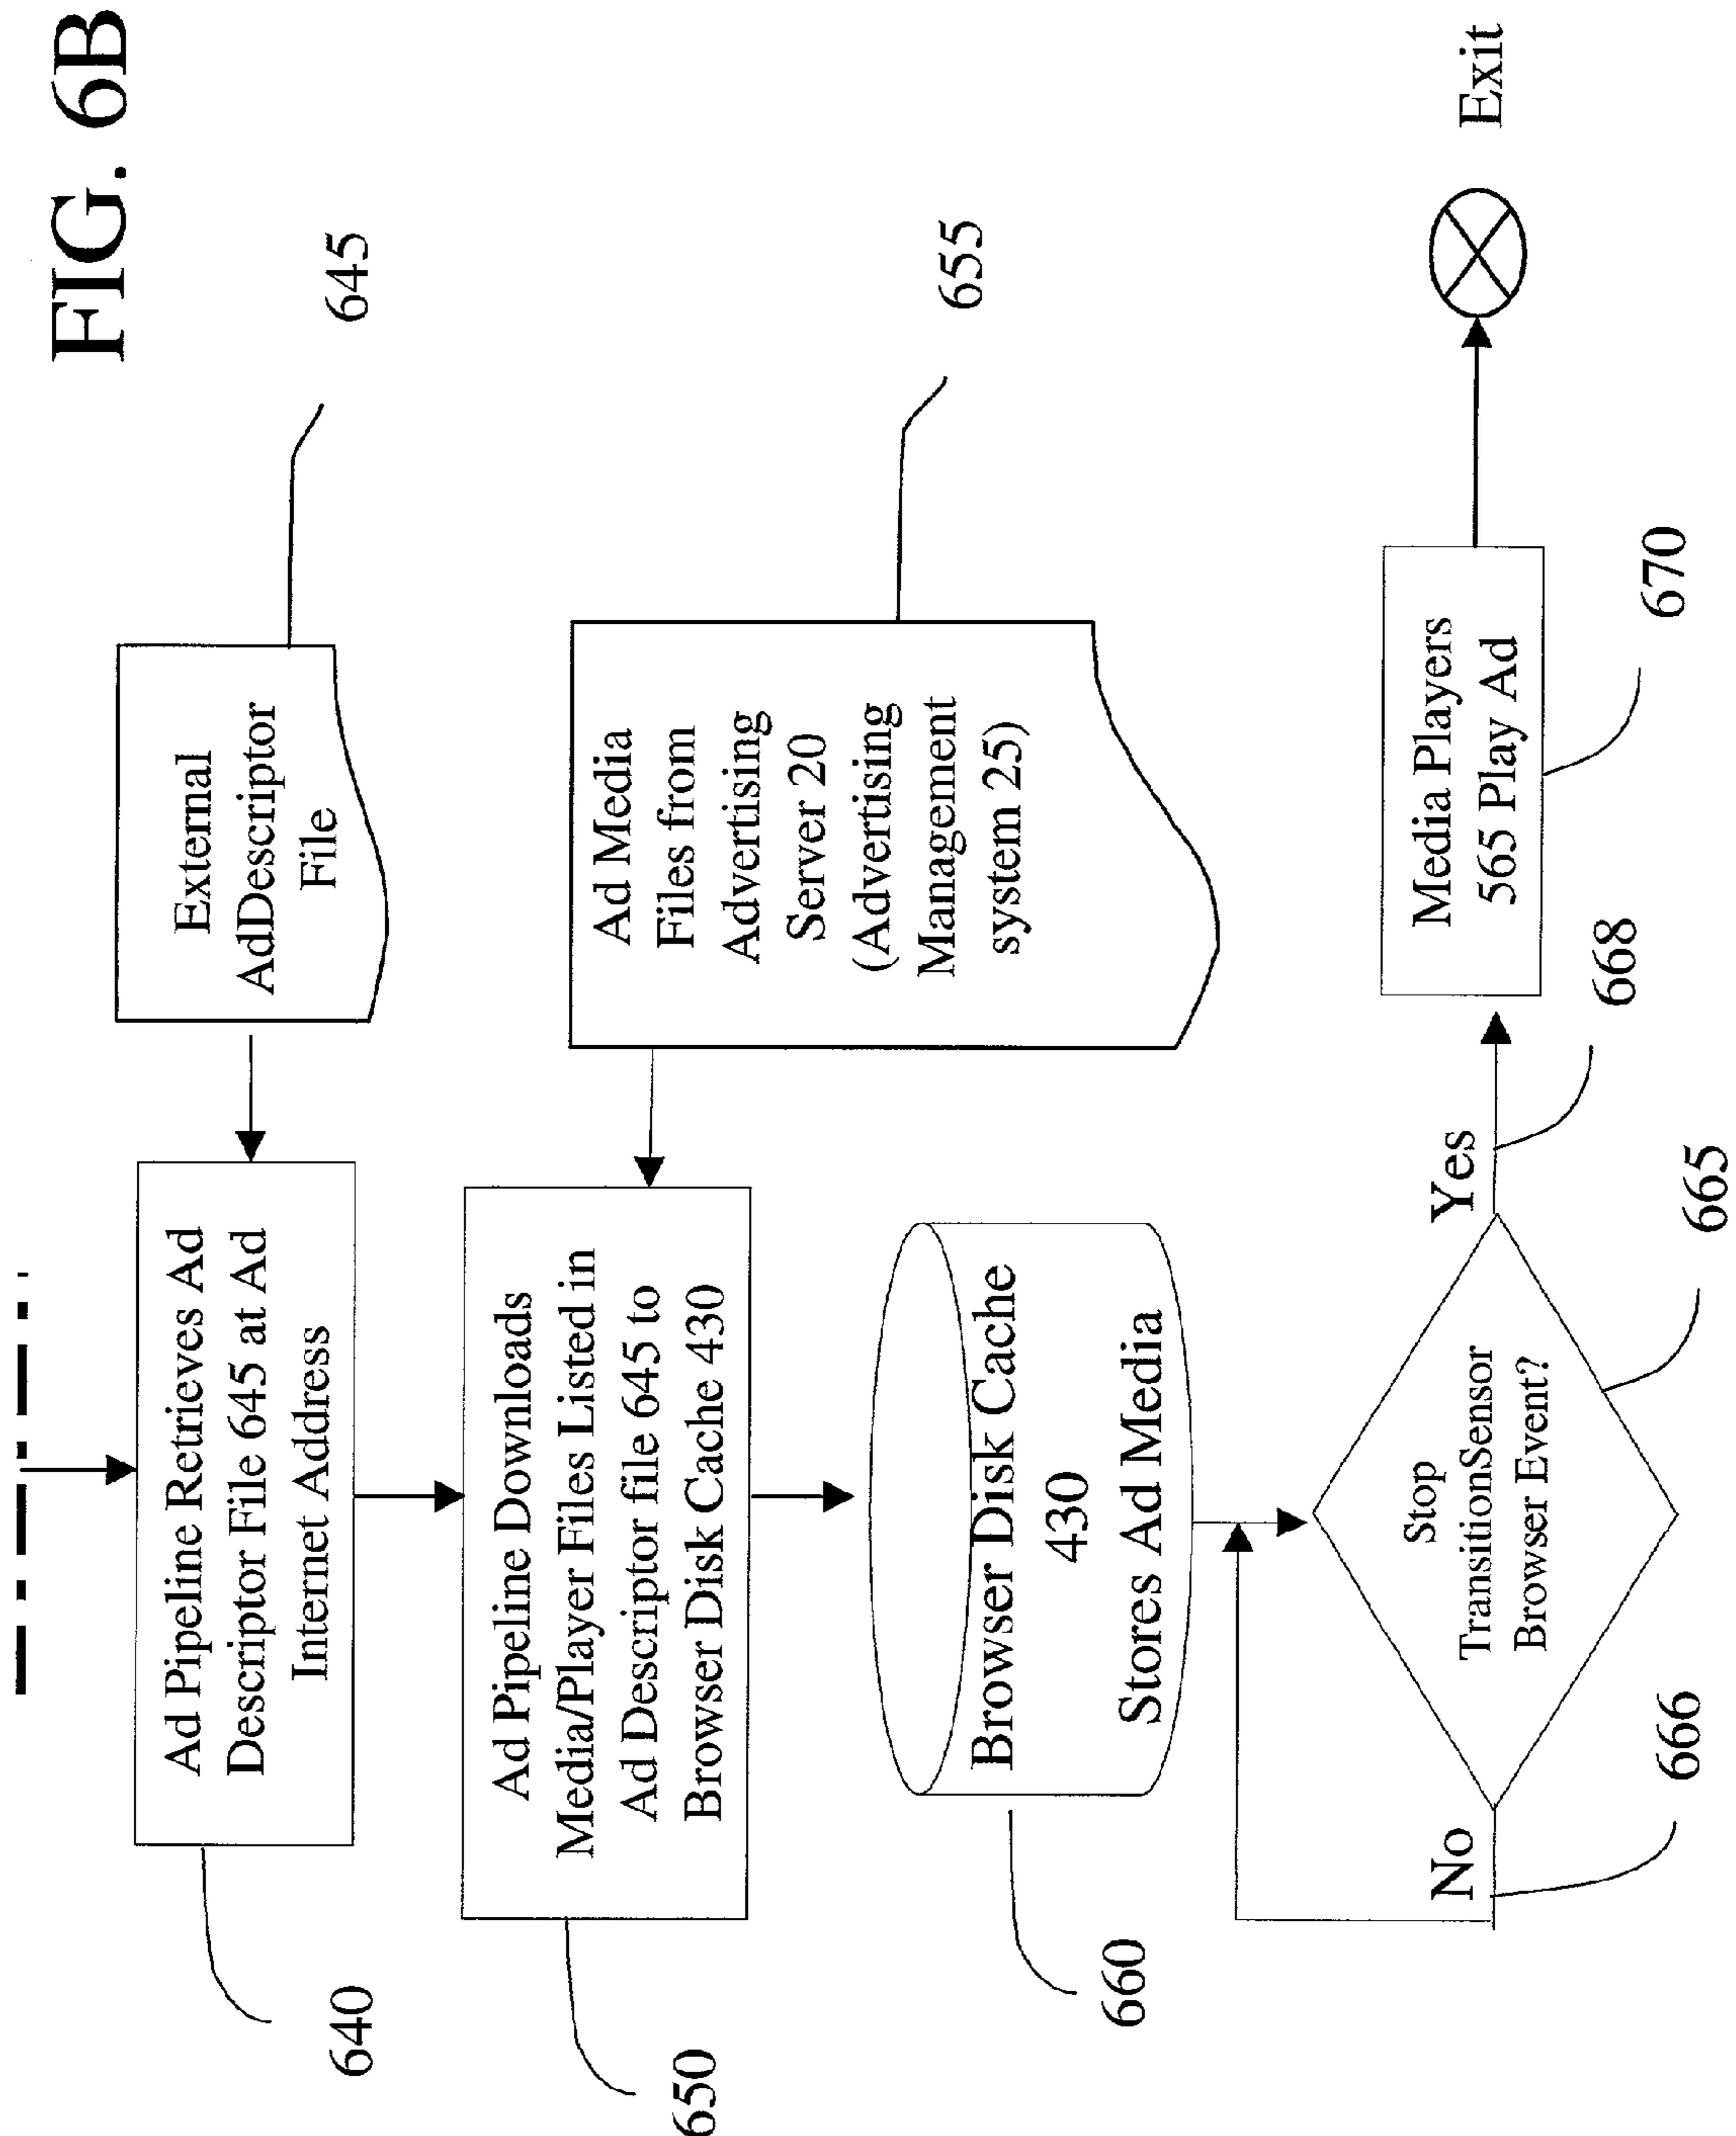 FIG. 6B
Ad Pipeline Retrieves Ad
Descriptor File 645 at Ad
Internet Address
640
External
AdDescriptor
File
645
Ad Pipeline Downloads
Media/Player Files Listed in
Ad Descriptor file 645 to
Browser Disk Cache 430
650
Ad Media
Files from
Advertising
Server 20
(Advertising
Management
system 25)
655
Browser Disk Cache
430
Stores Ad Media
660
Stop
TransitionSensor
Browser Event?
665
No
666
Yes
668
Media Players
565 Play Ad
670
Exit